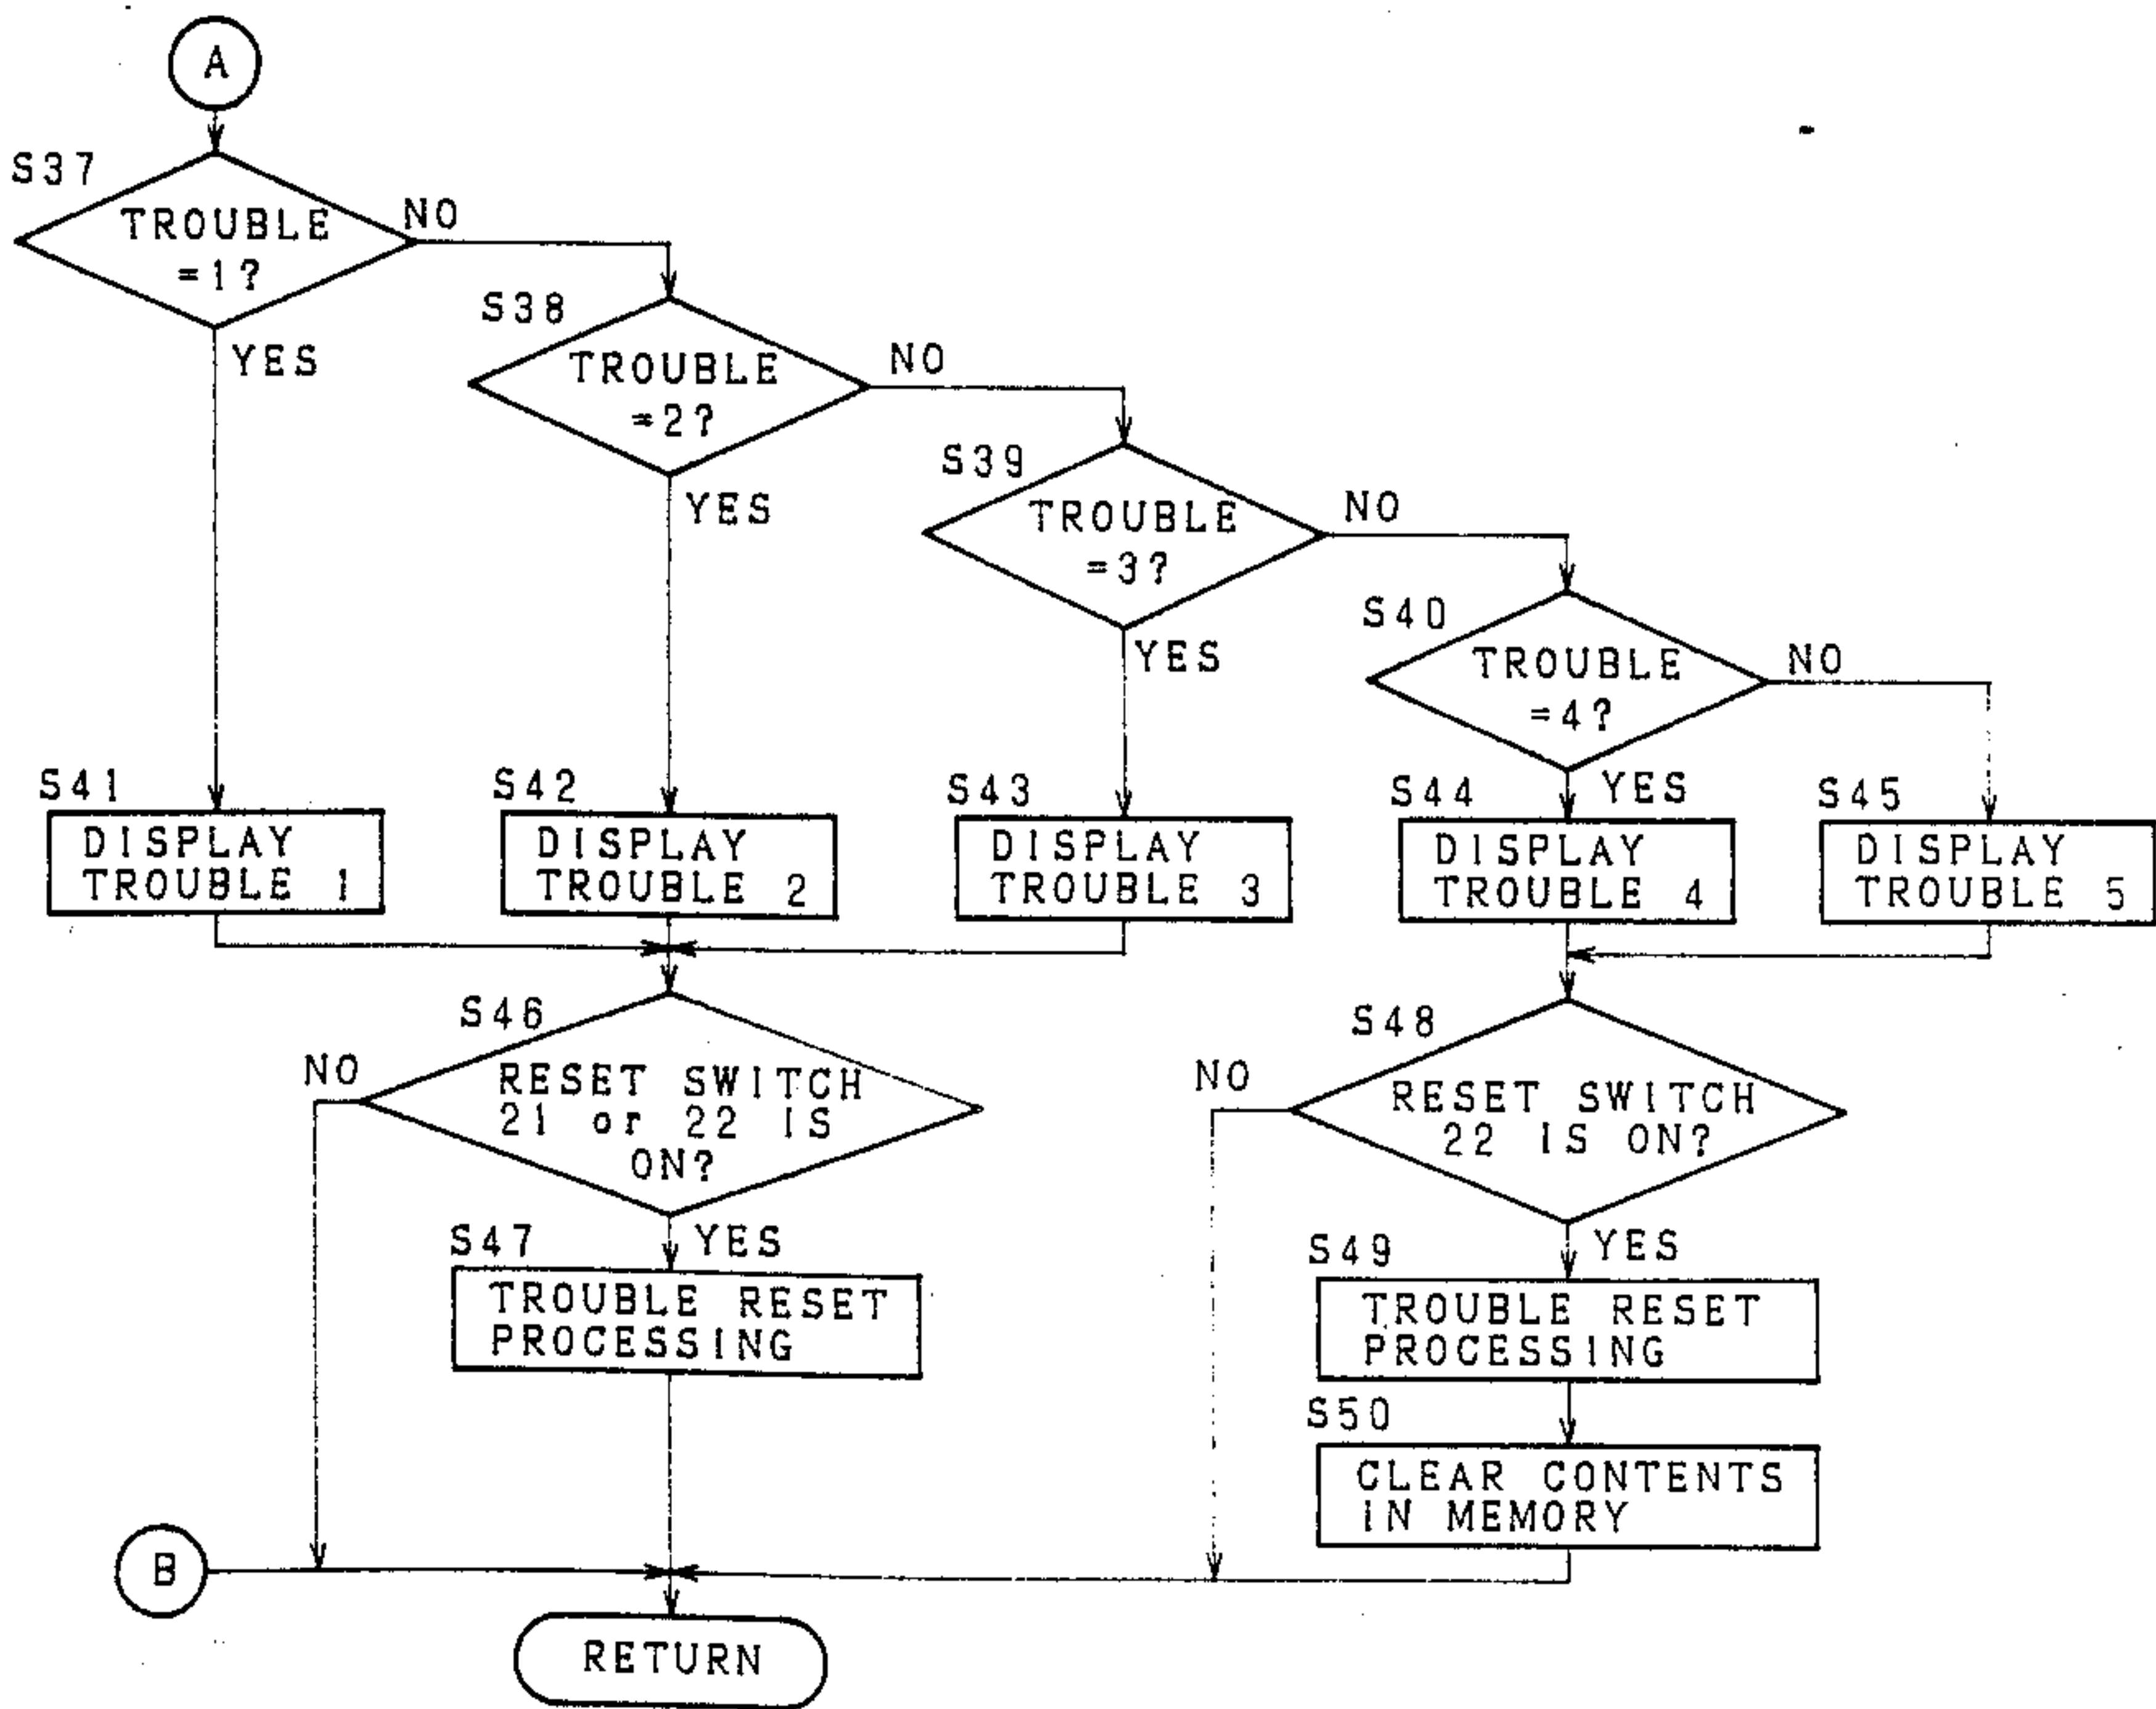 A
S37
TROUBLE
=1?
NO
YES
S38
TROUBLE
=2?
NO
YES
S39
TROUBLE
=3?
NO
YES
S40
TROUBLE
=4?
NO
YES
S41
DISPLAY
TROUBLE 1
S42
DISPLAY
TROUBLE 2
S43
DISPLAY
TROUBLE 3
S44
DISPLAY
TROUBLE 4
S45
DISPLAY
TROUBLE 5
S46
NO
RESET SWITCH
21 or 22 IS
ON?
YES
S47
TROUBLE RESET
PROCESSING
S48
NO
RESET SWITCH
22 IS ON?
YES
S49
TROUBLE RESET
PROCESSING
S50
CLEAR CONTENTS
IN MEMORY
B
RETURN